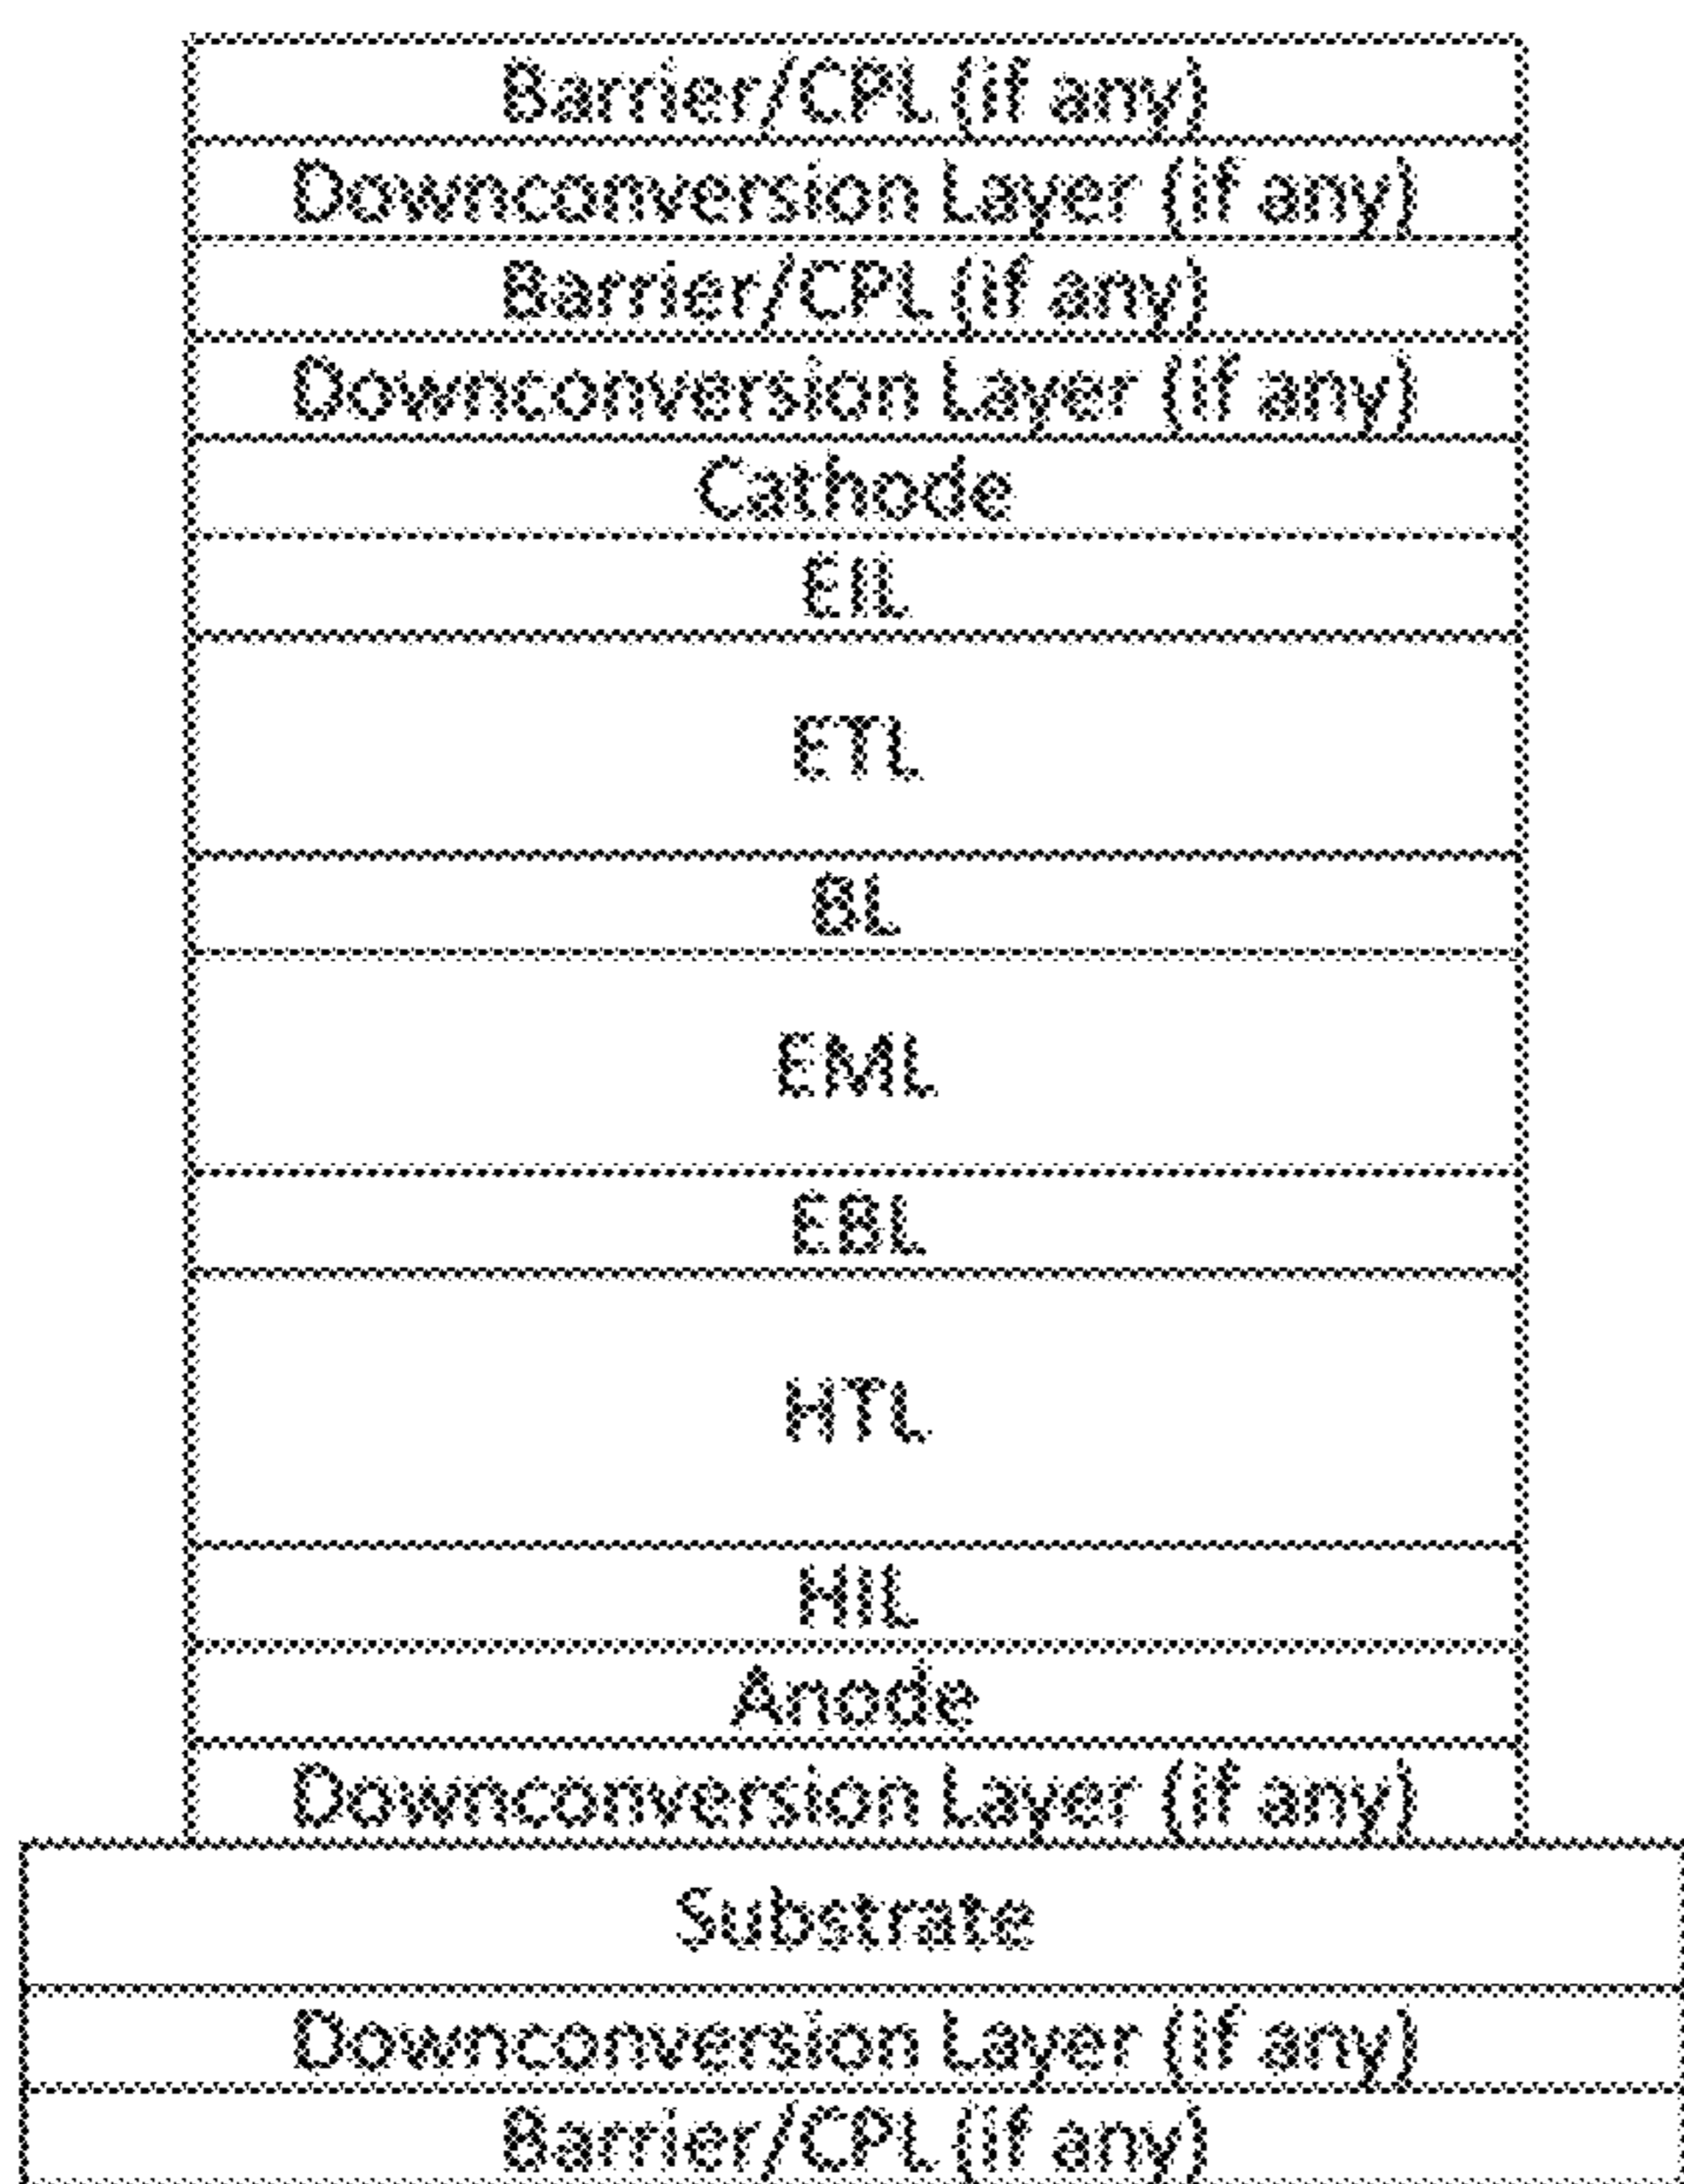 Barrier/CPL (if any)
Downconversion Layer (if any)
Barrier/CPL (if any)
Downconversion Layer (if any)
Cathode
EIL
ETL
BL
EML
EBL
HTL
HIL
Anode
Downconversion Layer (if any)
Substrate
Downconversion Layer (if any)
Barrier/CPL (if any)